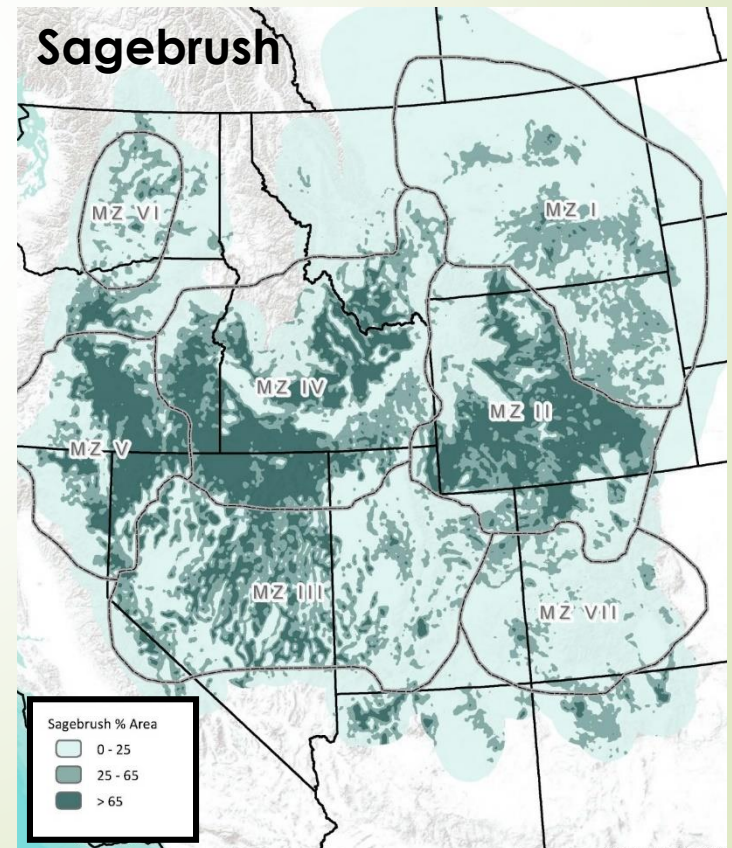 Sagebrush
MZ VI
MZ I
MZ IV
MZ II
MZ V
MZ III
MZ VII
Sagebrush % Area
0 - 25
25 - 65
> 65